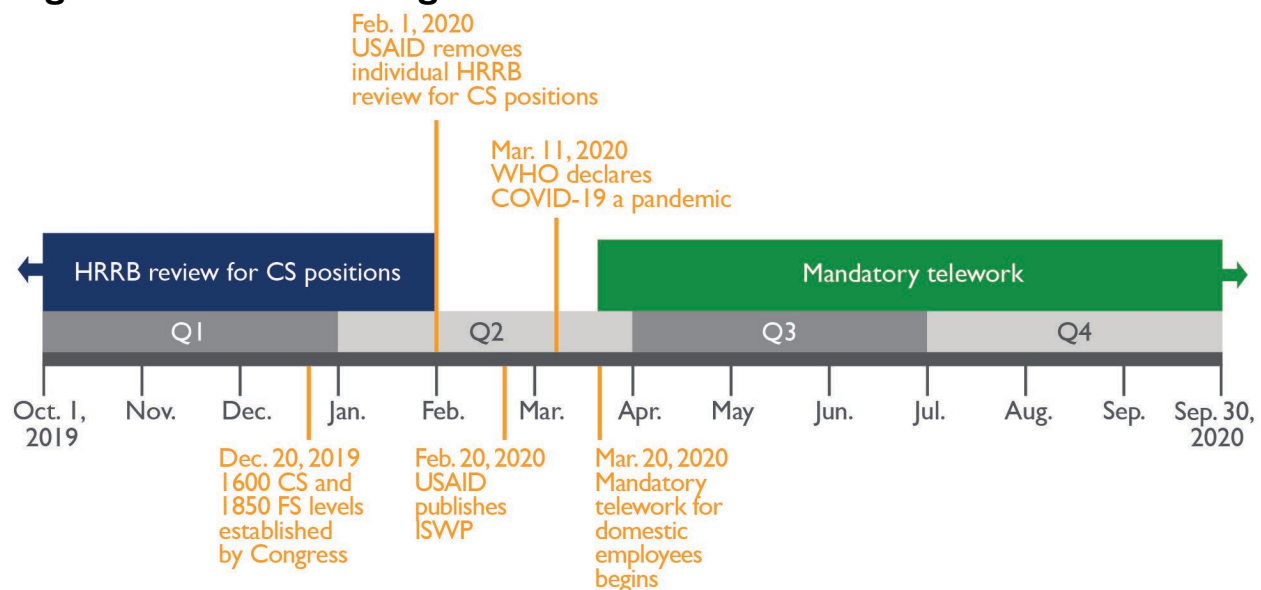 Feb. 1, 2020
USAID removes
individual HRRB
review for CS positions
Mar. 11, 2020
WHO declares
COVID-19 a pandemic
HRRB review for CS positions
Mandatory telework
Q1
Q2
Q3
Q4
Oct. 1,
2019
Nov.
Dec.
Jan.
Feb.
Mar.
Apr.
May
Jun.
Jul.
Aug.
Sep.
Sep. 30,
2020
Dec. 20, 2019
1600 CS and
1850 FS levels
established
by Congress
Feb. 20, 2020
USAID
publishes
ISWP
Mar. 20, 2020
Mandatory
telework for
domestic
employees
begins